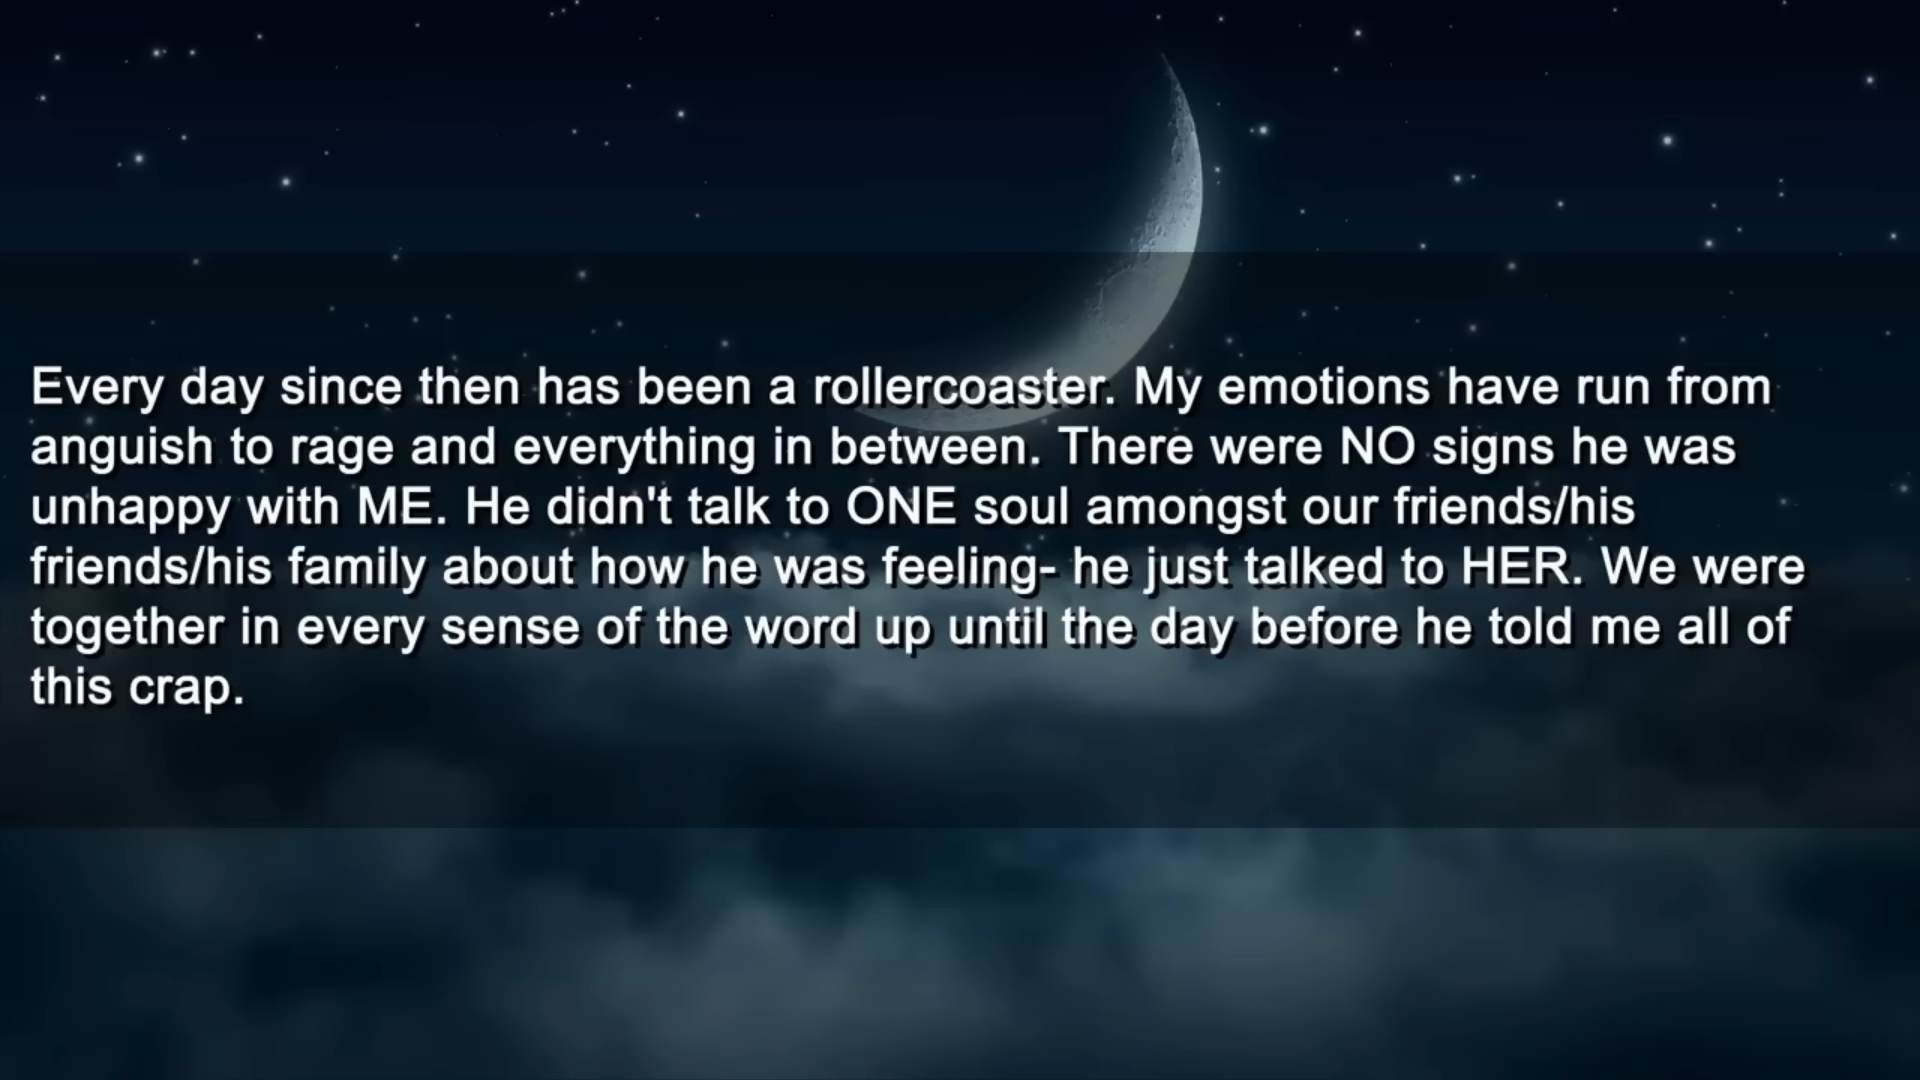 Every day since then has been a rollercoaster. My emotions have run from
anguish to rage and everything in between. There were NO signs he was
unhappy with ME. He didn't talk to ONE soul amongst our friends/his
friends/his family about how he was feeling- he just talked to HER. We were
together in every sense of the word up until the day before he told me all of
this crap.